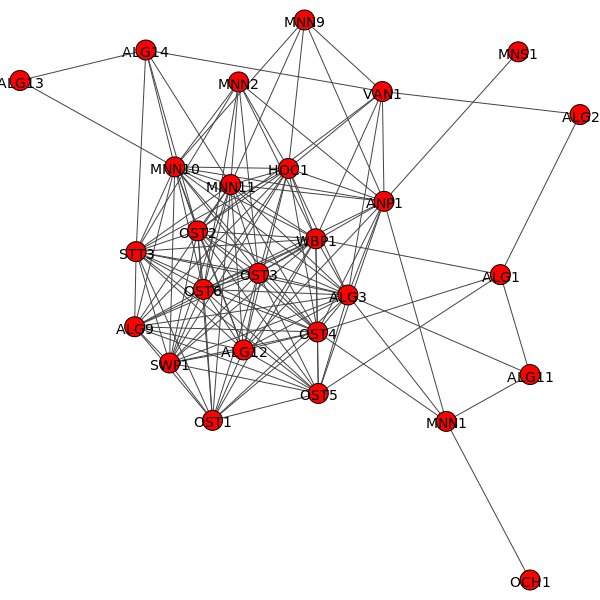 MNN9
ALG14
MNS1
ALG13
MNN2
VAN1
ALG2
MNN10
HOC1
MNN11
ANP1
OST2
WBP1
STT3
OST3
ALG1
OST6
ALG3
ALG9
OST4
ALG12
SWP1
ALG11
OST5
OST1
MNN1
OCH1